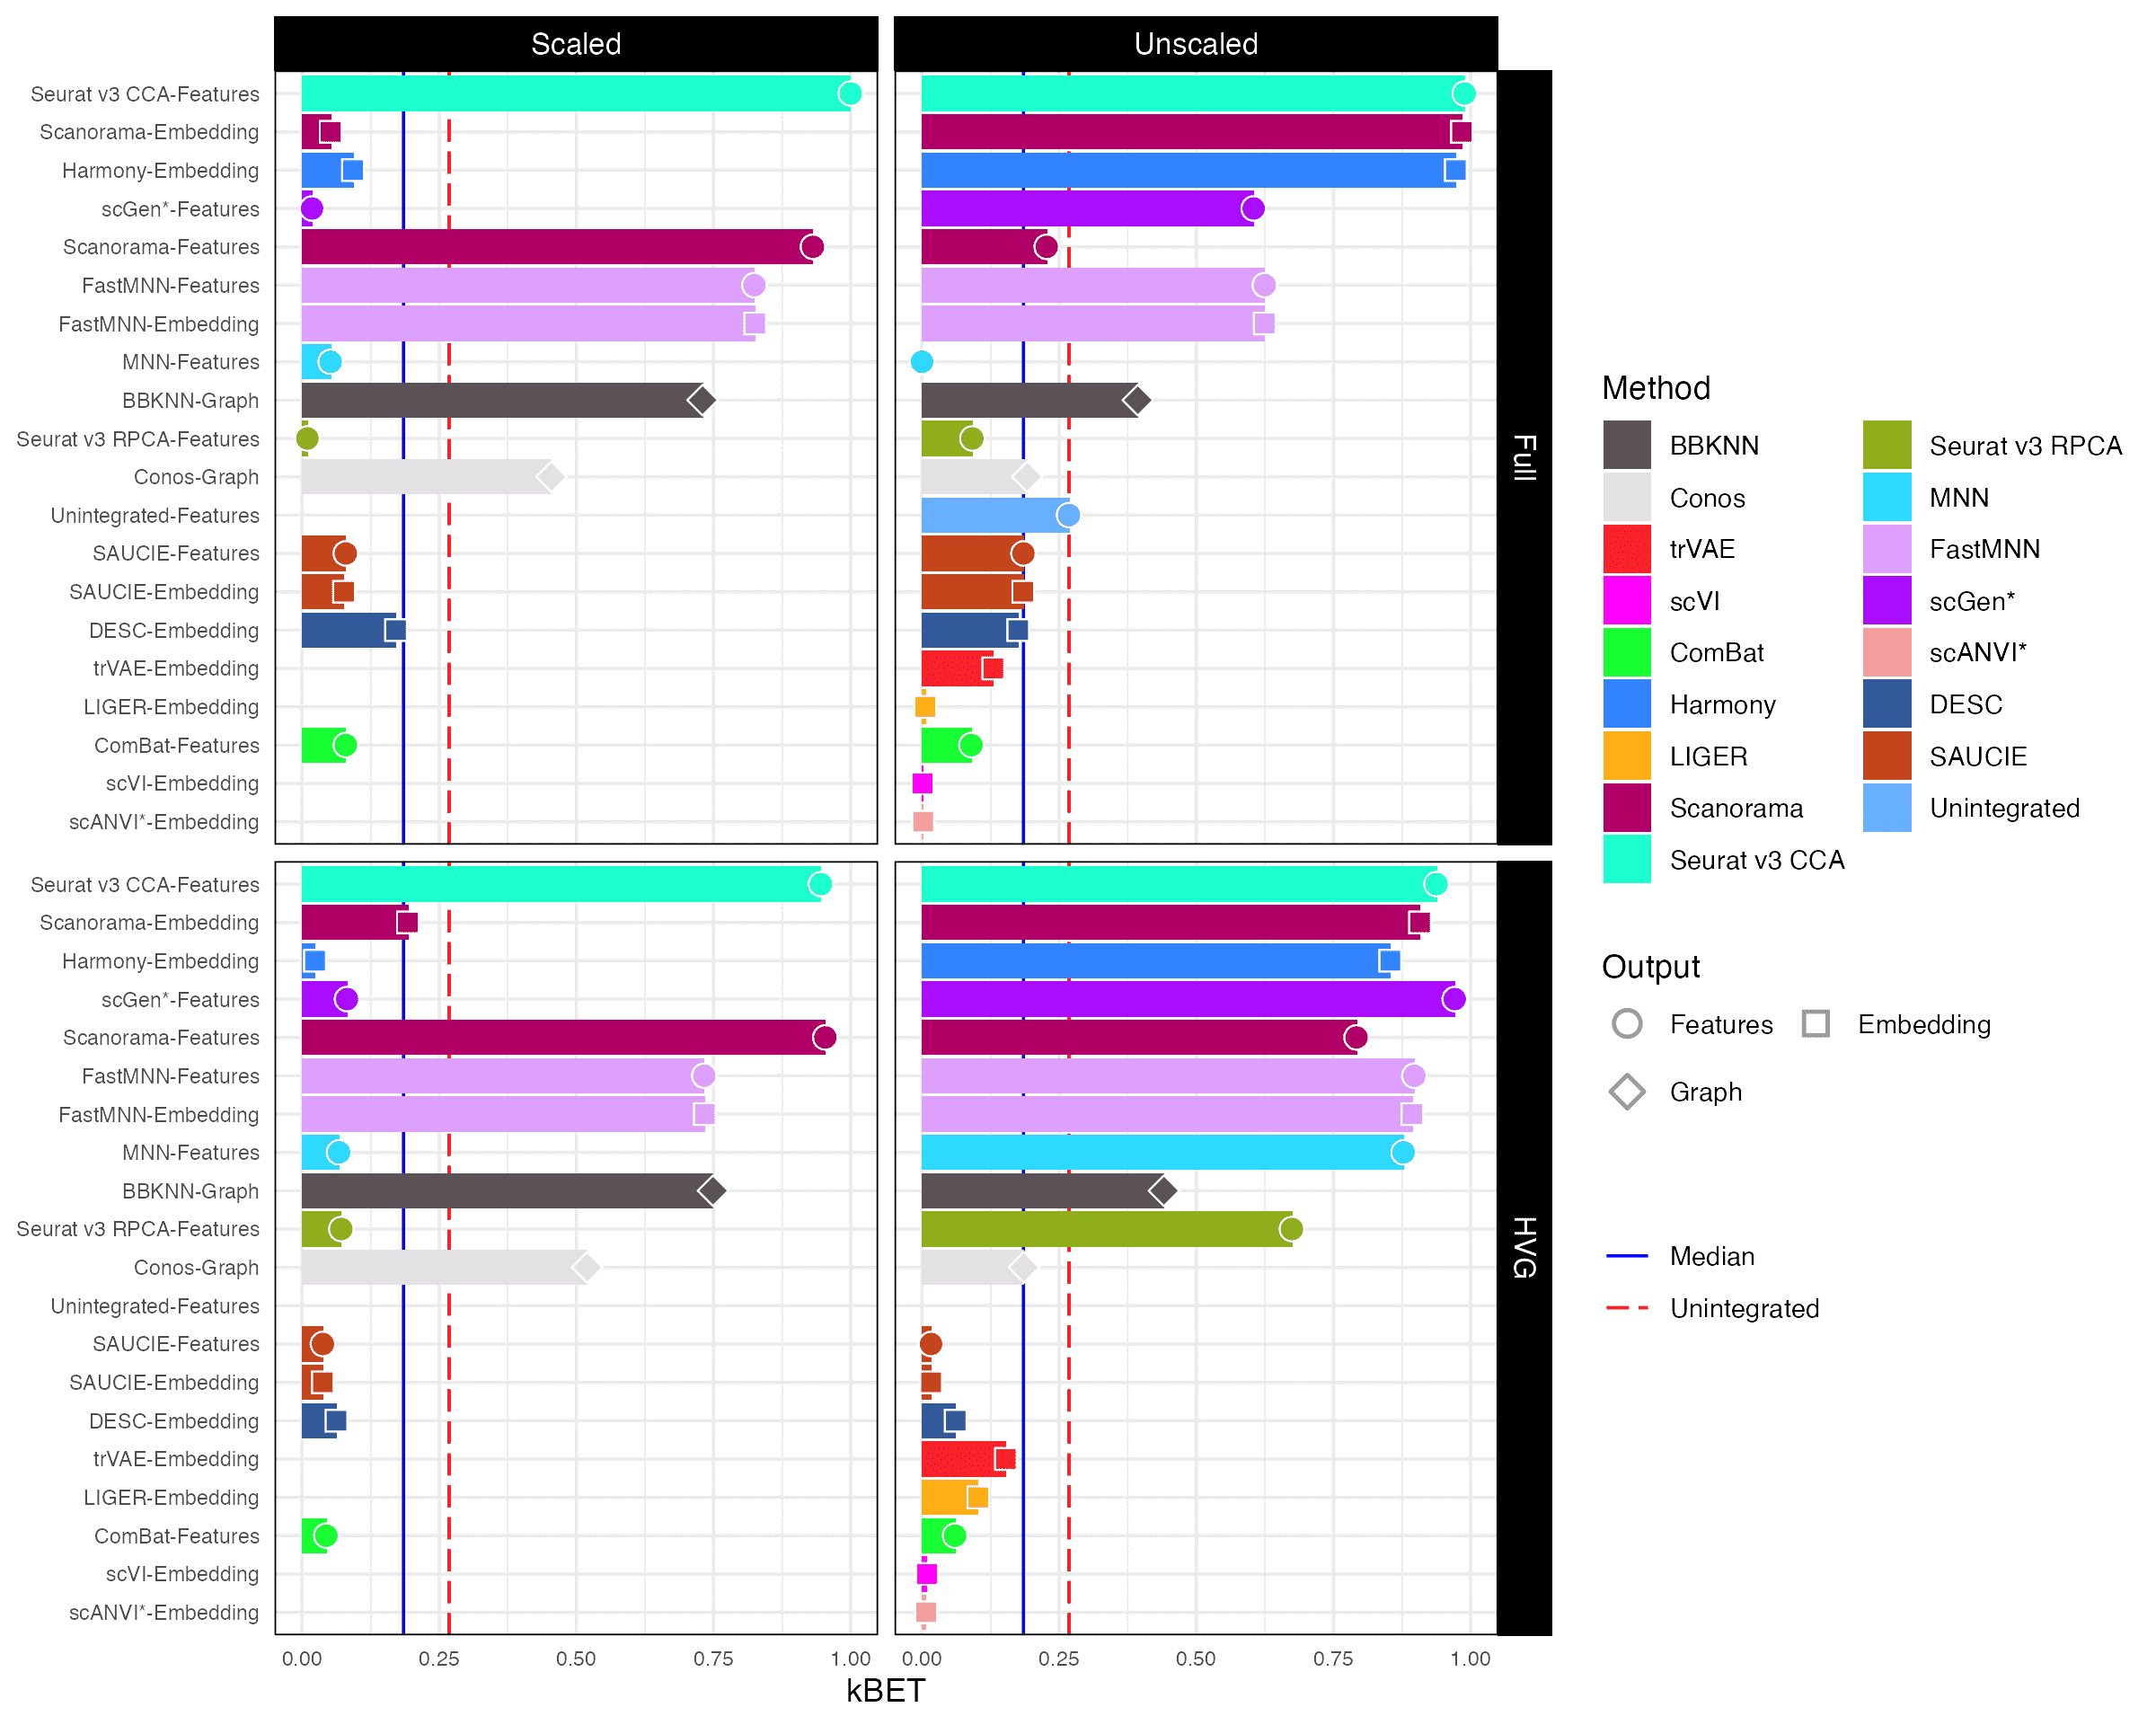 Scaled
Unscaled
Seurat v3 CCA-Features
Scanorama-Embedding
Harmony-Embedding
scGen*-Features
Scanorama-Features
FastMNN-Features
FastMNN-Embedding
MNN-Features
BBKNN-Graph
Seurat v3 RPCA-Features
Conos-Graph
Unintegrated-Features
SAUCIE-Features
SAUCIE-Embedding
DESC-Embedding
trVAE-Embedding
LIGER-Embedding
ComBat-Features
scVI-Embedding
scANVI*-Embedding
Full
Seurat v3 CCA-Features
Scanorama-Embedding
Harmony-Embedding
scGen*-Features
Scanorama-Features
FastMNN-Features
FastMNN-Embedding
MNN-Features
BBKNN-Graph
Seurat v3 RPCA-Features
Conos-Graph
Unintegrated-Features
SAUCIE-Features
SAUCIE-Embedding
DESC-Embedding
trVAE-Embedding
LIGER-Embedding
ComBat-Features
scVI-Embedding
scANVI*-Embedding
HVG
0.00 0.25 0.50 0.75 1.00
0.00 0.25 0.50 0.75 1.00
kBET
Method
BBKNN
Conos
trVAE
scVI
ComBat
Harmony
LIGER
Scanorama
Seurat v3 CCA
Seurat v3 RPCA
MNN
FastMNN
scGen*
scANVI*
DESC
SAUCIE
Unintegrated
Output
Features
Embedding
Graph
Median
Unintegrated